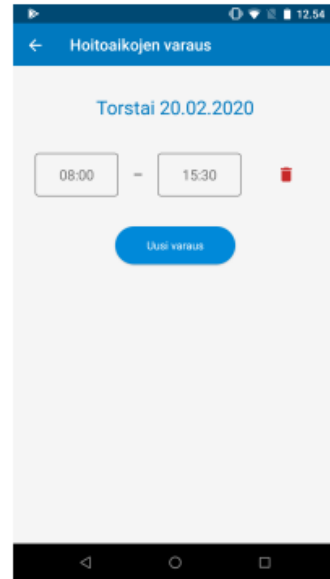 12.54
Hoitoaikojen varaus
Torstai 20.02.2020
08:00 – 15:30
Uusi varaus